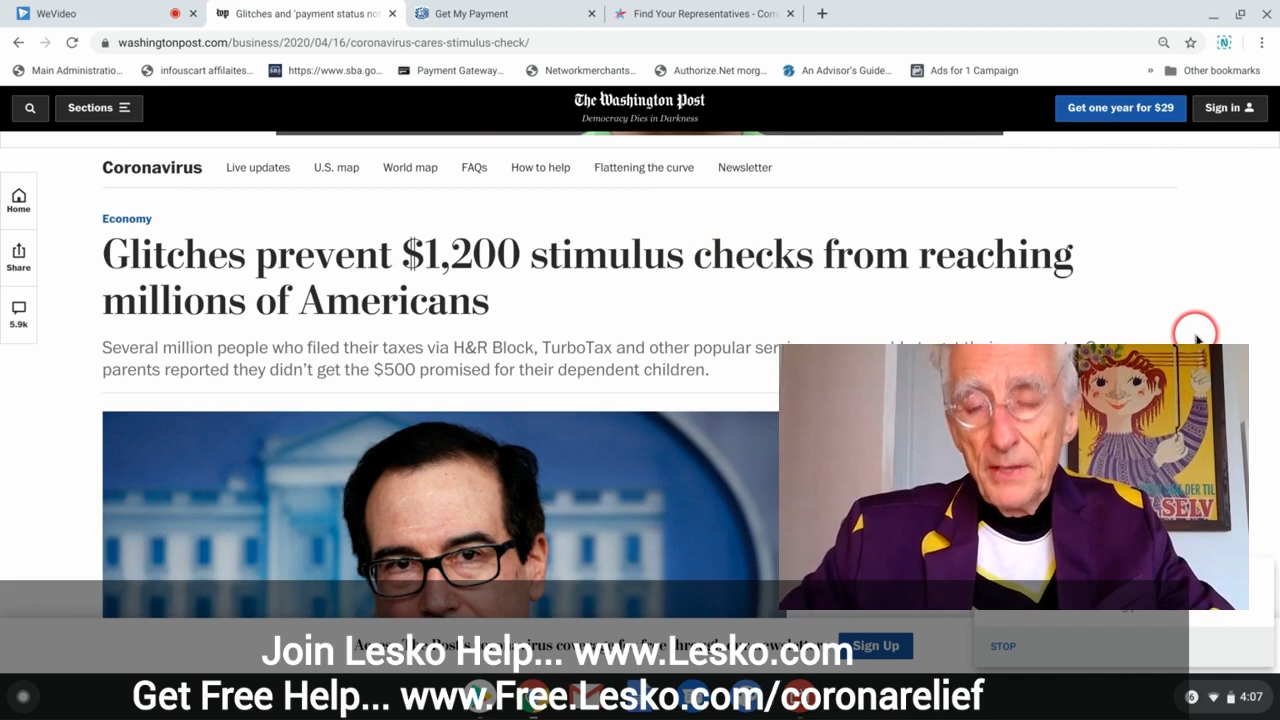 WeVideo
Glitches and 'payment status not
Get My Payment
Find Your Representatives - Con
washingtonpost.com/business/2020/04/16/coronavirus-cares-stimulus-check/
Main Administratio...
infouscart affilaites...
https://www.sba.go...
Payment Gateway...
Networkmerchants...
Authorize.Net morg...
An Advisor's Guide...
Ads for 1 Campaign
» Other bookmarks
Sections
The Washington Post
Democracy Dies in Darkness
Get one year for $29
Sign in
Coronavirus
Live updates
U.S. map
World map
FAQs
How to help
Flattening the curve
Newsletter
Home
Share
5.9k
Economy
Glitches prevent $1,200 stimulus checks from reaching
millions of Americans
Several million people who filed their taxes via H&R Block, TurboTax and other popular
parents reported they didn't get the $500 promised for their dependent children.
SELV
Sign Up
STOP
Join Lesko Help... www.Lesko.com
Get Free Help... www.Free.Lesko.com/coronarelief
6
4:07